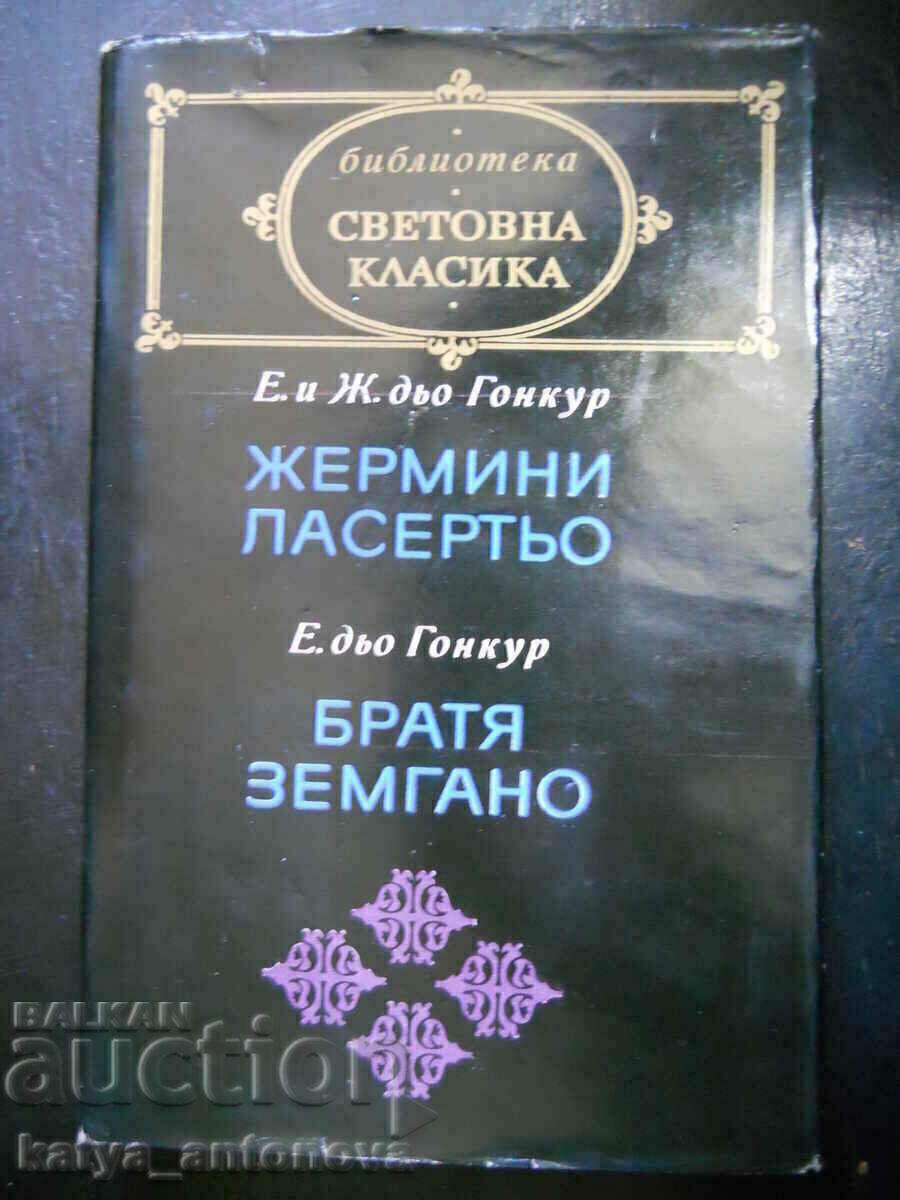 библиотека
СВЕТОВНА
КЛАСИКА
Е. и Ж. дьо Гонкур
ЖЕРМИНИ
ЛАСЕРТЬО
Е. дьо Гонкур
БРАТЯ
ЗЕМГАНО
BALKAN
auction
katya_antonova